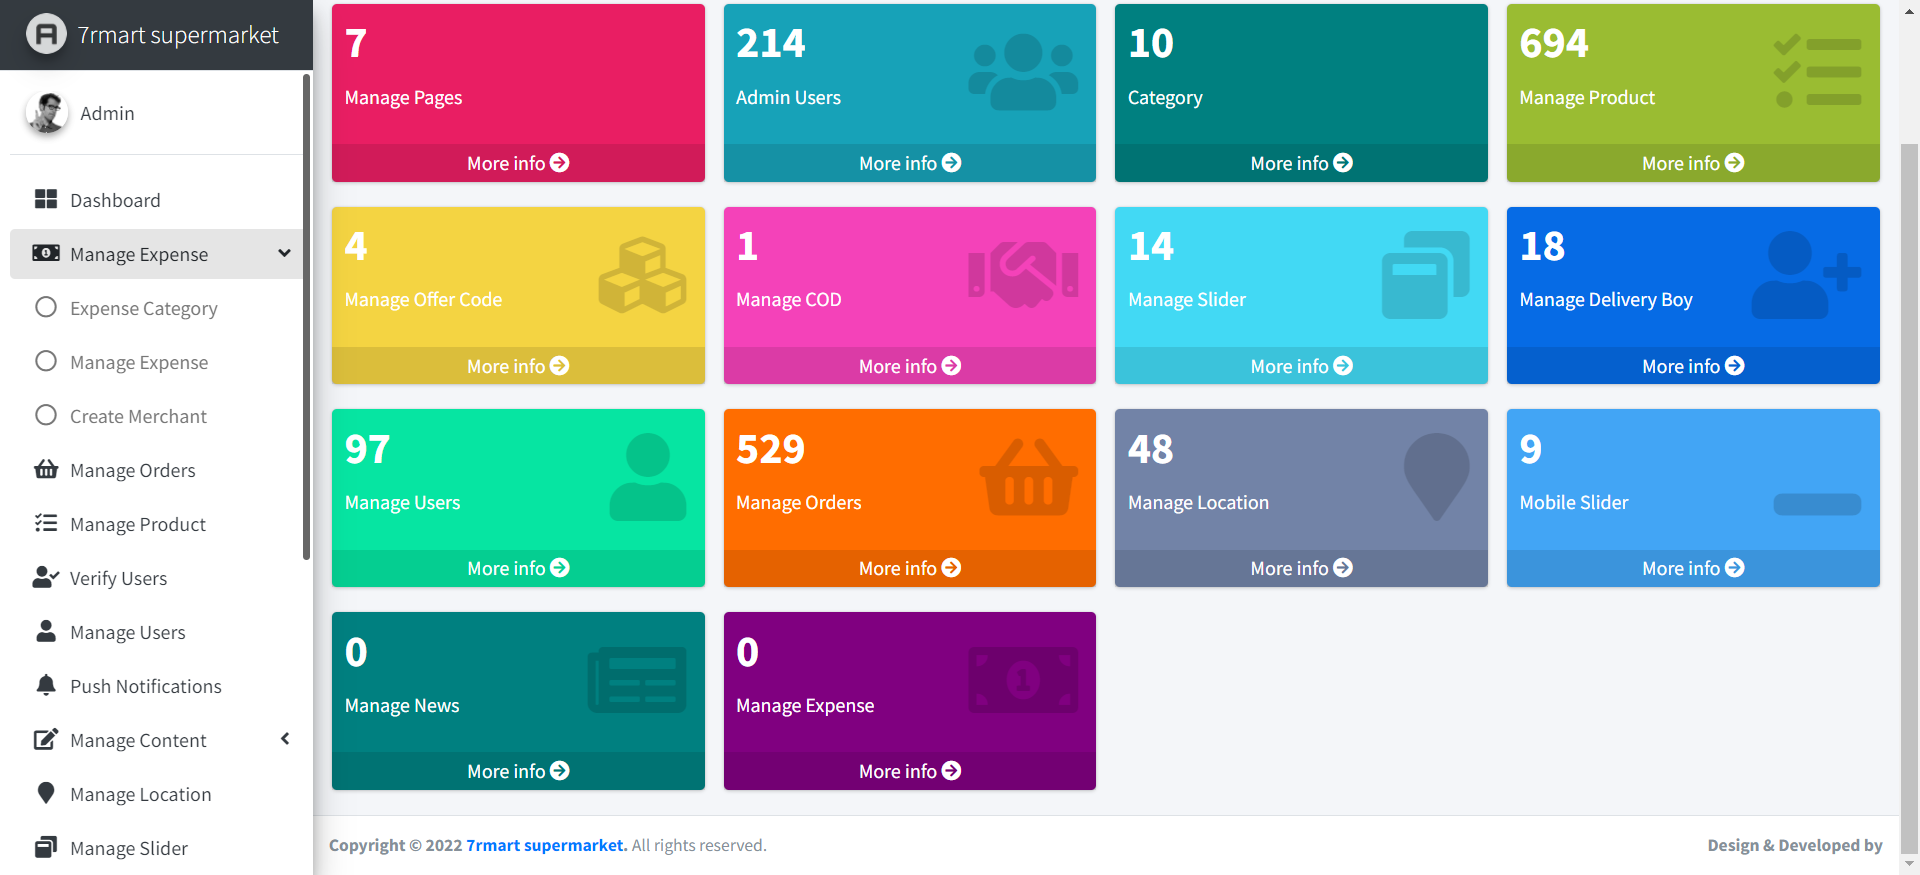 7rmart supermarket
Admin
Dashboard
Manage Expense
Expense Category
Manage Expense
Create Merchant
Manage Orders
Manage Product
Verify Users
Manage Users
Push Notifications
Manage Content
Manage Location
Manage Slider
7
Manage Pages
More info
214
Admin Users
More info
10
Category
More info
694
Manage Product
More info
4
Manage Offer Code
More info
1
Manage COD
More info
14
Manage Slider
More info
18
Manage Delivery Boy
More info
97
Manage Users
More info
529
Manage Orders
More info
48
Manage Location
More info
9
Mobile Slider
More info
0
Manage News
More info
0
Manage Expense
More info
Copyright © 2022 7rmart supermarket. All rights reserved.
Design & Developed by